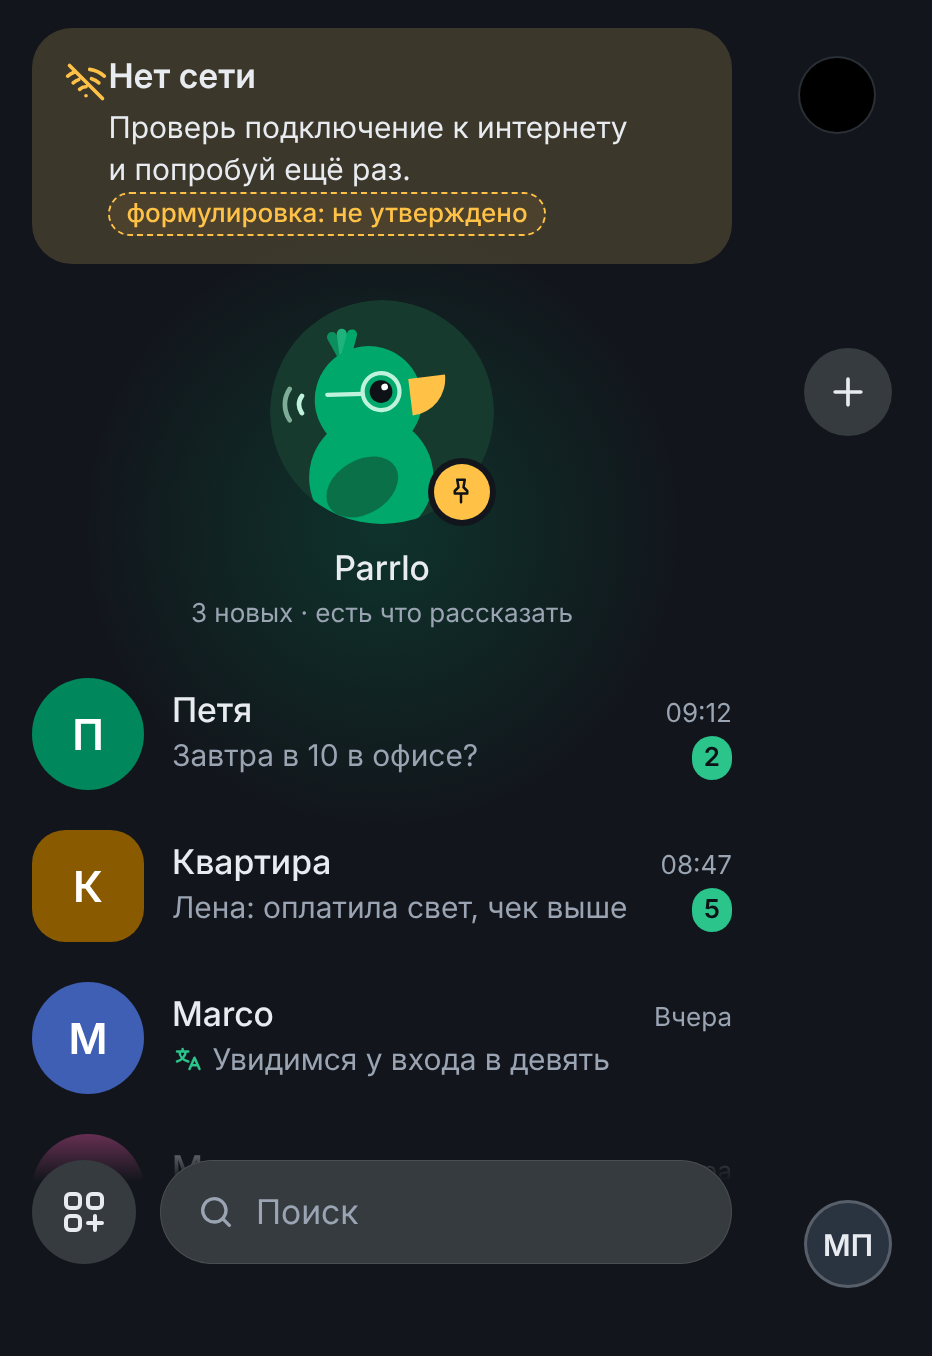 Нет сети
Проверь подключение к интернету
и попробуй ещё раз.
формулировка: не утверждено
Parrlo
3 новых · есть что рассказать
П
Петя
09:12
Завтра в 10 в офисе?
2
К
Квартира
08:47
Лена: оплатила свет, чек выше
5
M
Marco
Вчера
Увидимся у входа в девять
Поиск
МП